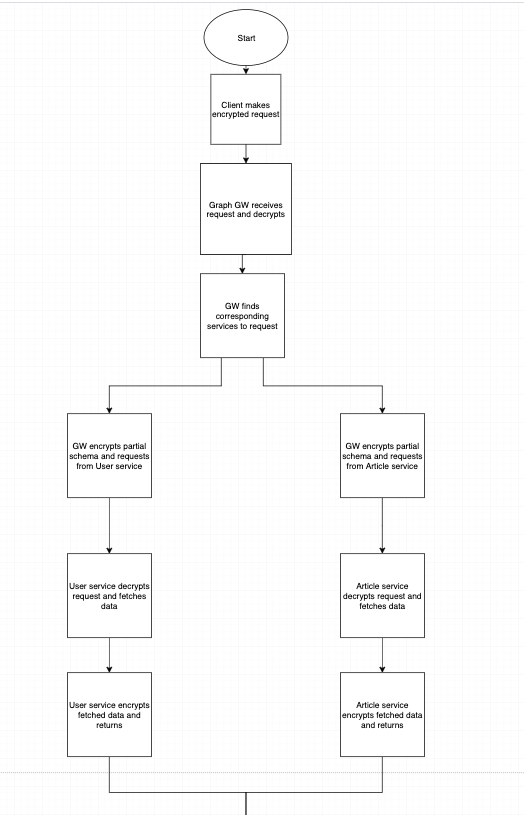 Start
Client makes
encrypted request
Graph GW receives
request and decrypts
GW finds
corresponding
services to request
GW encrypts partial
schema and requests
from User service
GW encrypts partial
schema and requests
from Article service
User service decrypts
request and fetches
data
Article service
decrypts request and
fetches data
User service encrypts
fetched data and
returns
Article service
encrypts fetched data
and returns